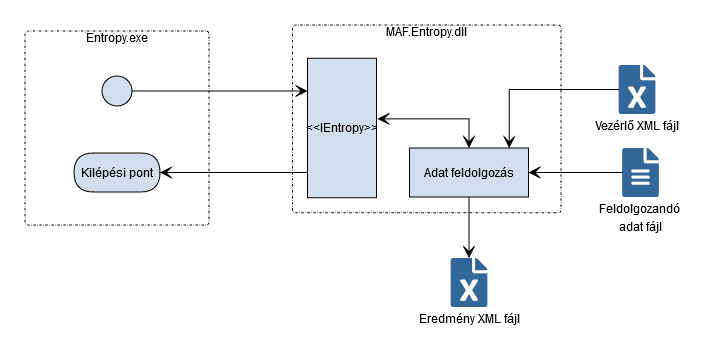 Entropy.exe
MAF.Entropy.dll
<<IEntropy>>
Vezérlő XML fájl
Kilépési pont
Adat feldolgozás
Feldolgozandó
adat fájl
Eredmény XML fájl